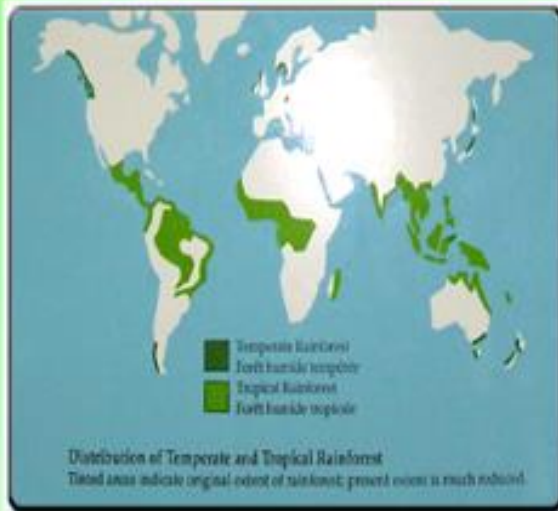 Temperate Rainforest
Forêt humide tempérée
Tropical Rainforest
Forêt humide tropicale
Distribution of Temperate and Tropical Rainforest
Tinted areas indicate original extent of rainforest; present extent is much reduced.